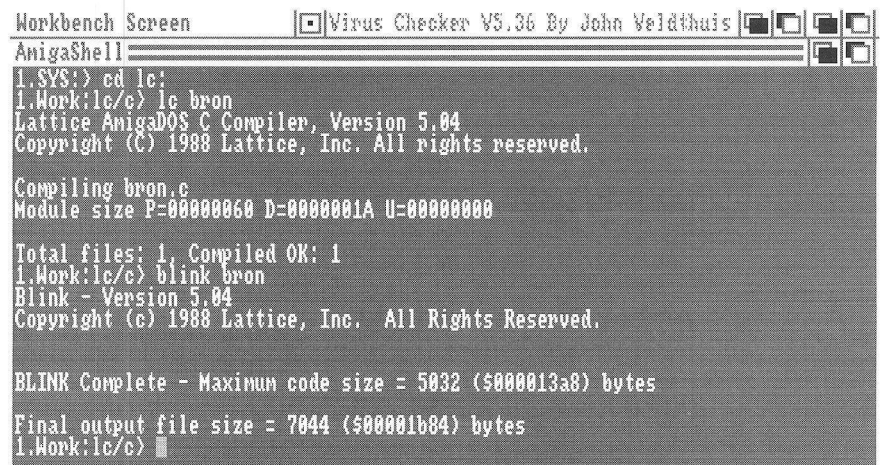 Workbench Screen Virus Checker V5.36 By John Veldthuis
AmigaShell
1.SYS:> cd lc:
1.Work:lc/c> lc bron
Lattice AmigaDOS C Compiler, Version 5.04
Copyright (C) 1988 Lattice, Inc. All rights reserved.
Compiling bron.c
Module size P=00000060 D=0000001A U=00000000
Total files: 1, Compiled OK: 1
1.Work:lc/c> blink bron
Blink - Version 5.04
Copyright (c) 1988 Lattice, Inc.  All Rights Reserved.
BLINK Complete - Maximum code size = 5032 ($000013a8) bytes
Final output file size = 7044 ($00001b84) bytes
1.Work:lc/c>